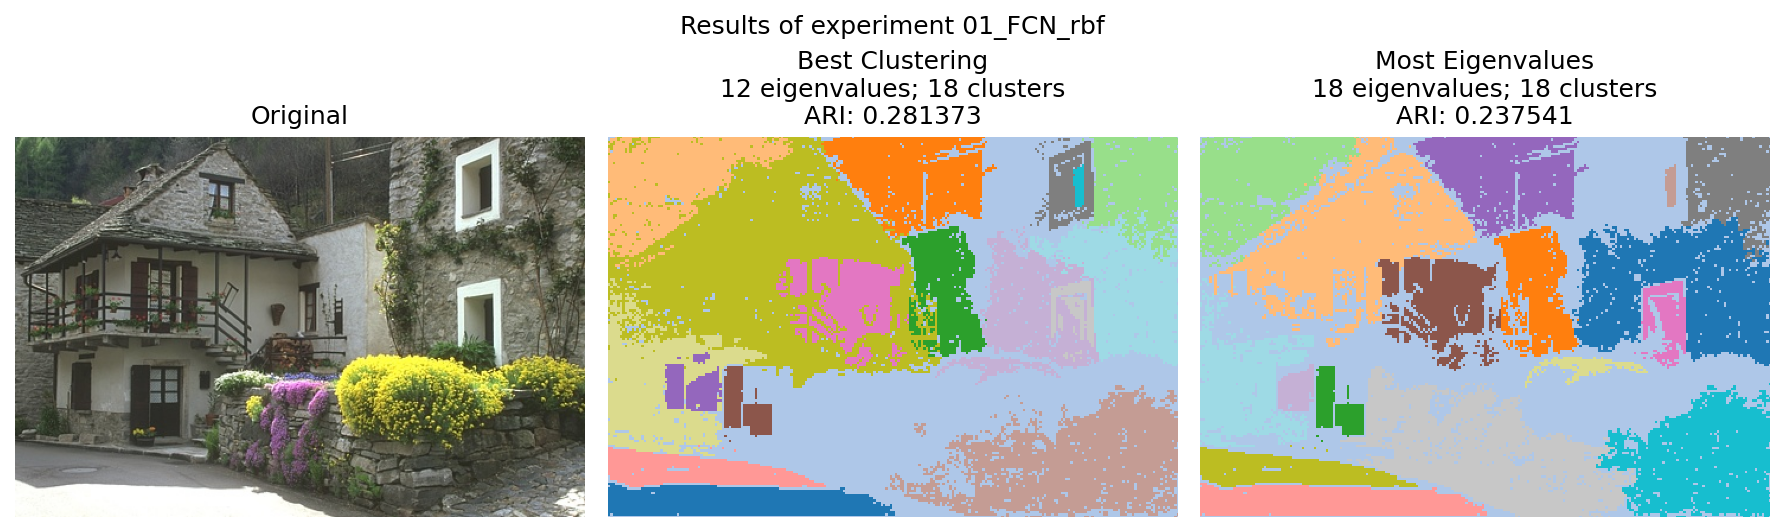 Results of experiment 01_FCN_rbf
Original
Best Clustering
12 eigenvalues; 18 clusters
ARI: 0.281373
Most Eigenvalues
18 eigenvalues; 18 clusters
ARI: 0.237541